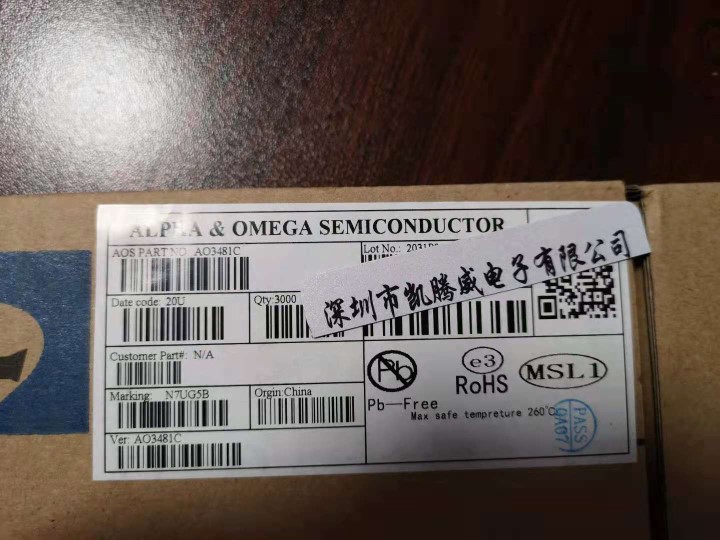 ALPHA & OMEGA SEMICONDUCTOR
AOS PART NO. AO3481C
Lot No.:
深圳市凯腾威电子有限公司
Date code: 20U
Qty:3000
Customer Part#: N/A
Marking: N7UG5B
Orgin:China
Ver: AO3481C
Pb
e3
RoHS
MSL1
Pb—Free
Max safe tempreture 260℃
PASS
QA07